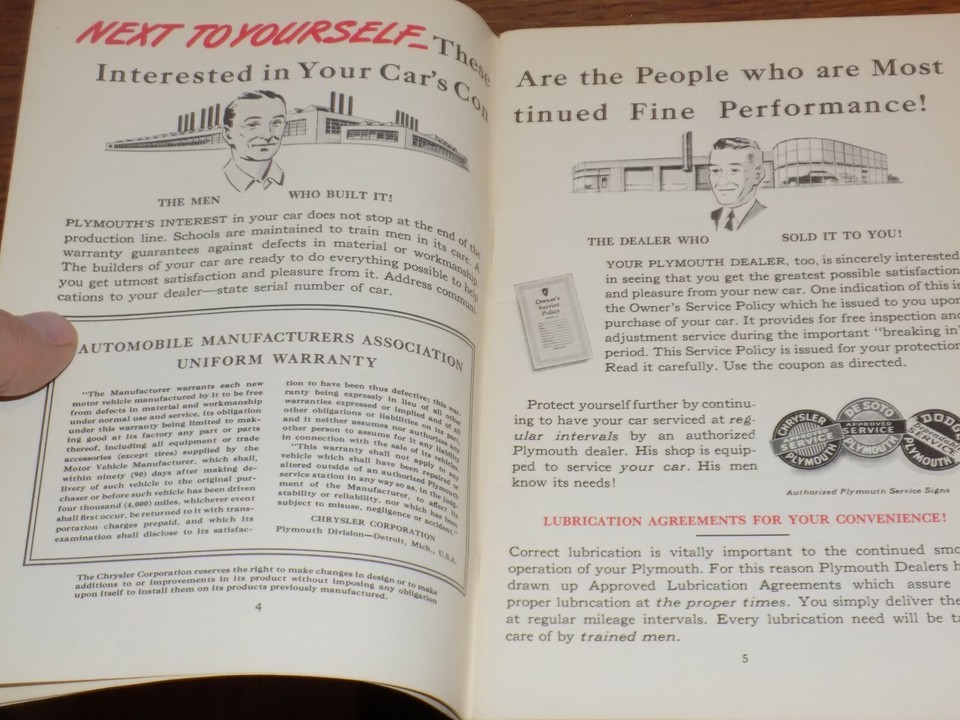 NEXT TO YOURSELF— These
Interested in Your Car's Con
THE MEN WHO BUILT IT!
PLYMOUTH'S INTEREST in your car does not stop at the end of the
production line. Schools are maintained to train men in its care. A
warranty guarantees against defects in material or workmanship.
The builders of your car are ready to do everything possible to help
you get utmost satisfaction and pleasure from it. Address communi-
cations to your dealer—state serial number of car.
AUTOMOBILE MANUFACTURERS ASSOCIATION
UNIFORM WARRANTY
"The Manufacturer warrants each new
motor vehicle manufactured by it to be free
from defects in material and workmanship
under normal use and service, its obligation
under this warranty being limited to mak-
ing good at its factory any part or parts
thereof, including all equipment or trade
accessories (except tires) supplied by the
Motor Vehicle Manufacturer, which shall,
within ninety (90) days after making de-
livery of such vehicle to the original pur-
chaser or before such vehicle has been driven
four thousand (4,000) miles, whichever event
shall first occur, be returned to it with trans-
portation charges prepaid, and which its
examination shall disclose to its satisfac-
tion to have been thus defective; this war-
ranty being expressly in lieu of all other
warranties expressed or implied and of all
other obligations or liabilities on its part,
and it neither assumes nor authorizes any
other person to assume for it any liability
in connection with the sale of its vehicles.
"This warranty shall not apply to any
vehicle which shall have been repaired or
altered outside of an authorized Plymouth
service station in any way so as, in the judg-
ment of the Manufacturer, to affect its
stability or reliability, nor which has been
subject to misuse, negligence or accident."
CHRYSLER CORPORATION
Plymouth Division—Detroit, Mich., U.S.A.
The Chrysler Corporation reserves the right to make changes in design or to make
additions to or improvements in its product without imposing any obligation
upon itself to install them on its products previously manufactured.
4
Are the People who are Most
tinued Fine Performance!
THE DEALER WHO SOLD IT TO YOU!
Owner's
Service
Policy
YOUR PLYMOUTH DEALER, too, is sincerely interested
in seeing that you get the greatest possible satisfaction
and pleasure from your new car. One indication of this is
the Owner's Service Policy which he issued to you upon
purchase of your car. It provides for free inspection and
adjustment service during the important "breaking in"
period. This Service Policy is issued for your protection
Read it carefully. Use the coupon as directed.
Protect yourself further by continu-
ing to have your car serviced at reg-
ular intervals by an authorized
Plymouth dealer. His shop is equip-
ped to service your car. His men
know its needs!
CHRYSLER
APPROVED
SERVICE
PLYMOUTH
DE SOTO
APPROVED
SERVICE
PLYMOUTH
DODGE
APPROVED
SERVICE
PLYMOUTH
Authorized Plymouth Service Signs
LUBRICATION AGREEMENTS FOR YOUR CONVENIENCE!
Correct lubrication is vitally important to the continued smo
operation of your Plymouth. For this reason Plymouth Dealers h
drawn up Approved Lubrication Agreements which assure
proper lubrication at the proper times. You simply deliver the
at regular mileage intervals. Every lubrication need will be ta
care of by trained men.
5